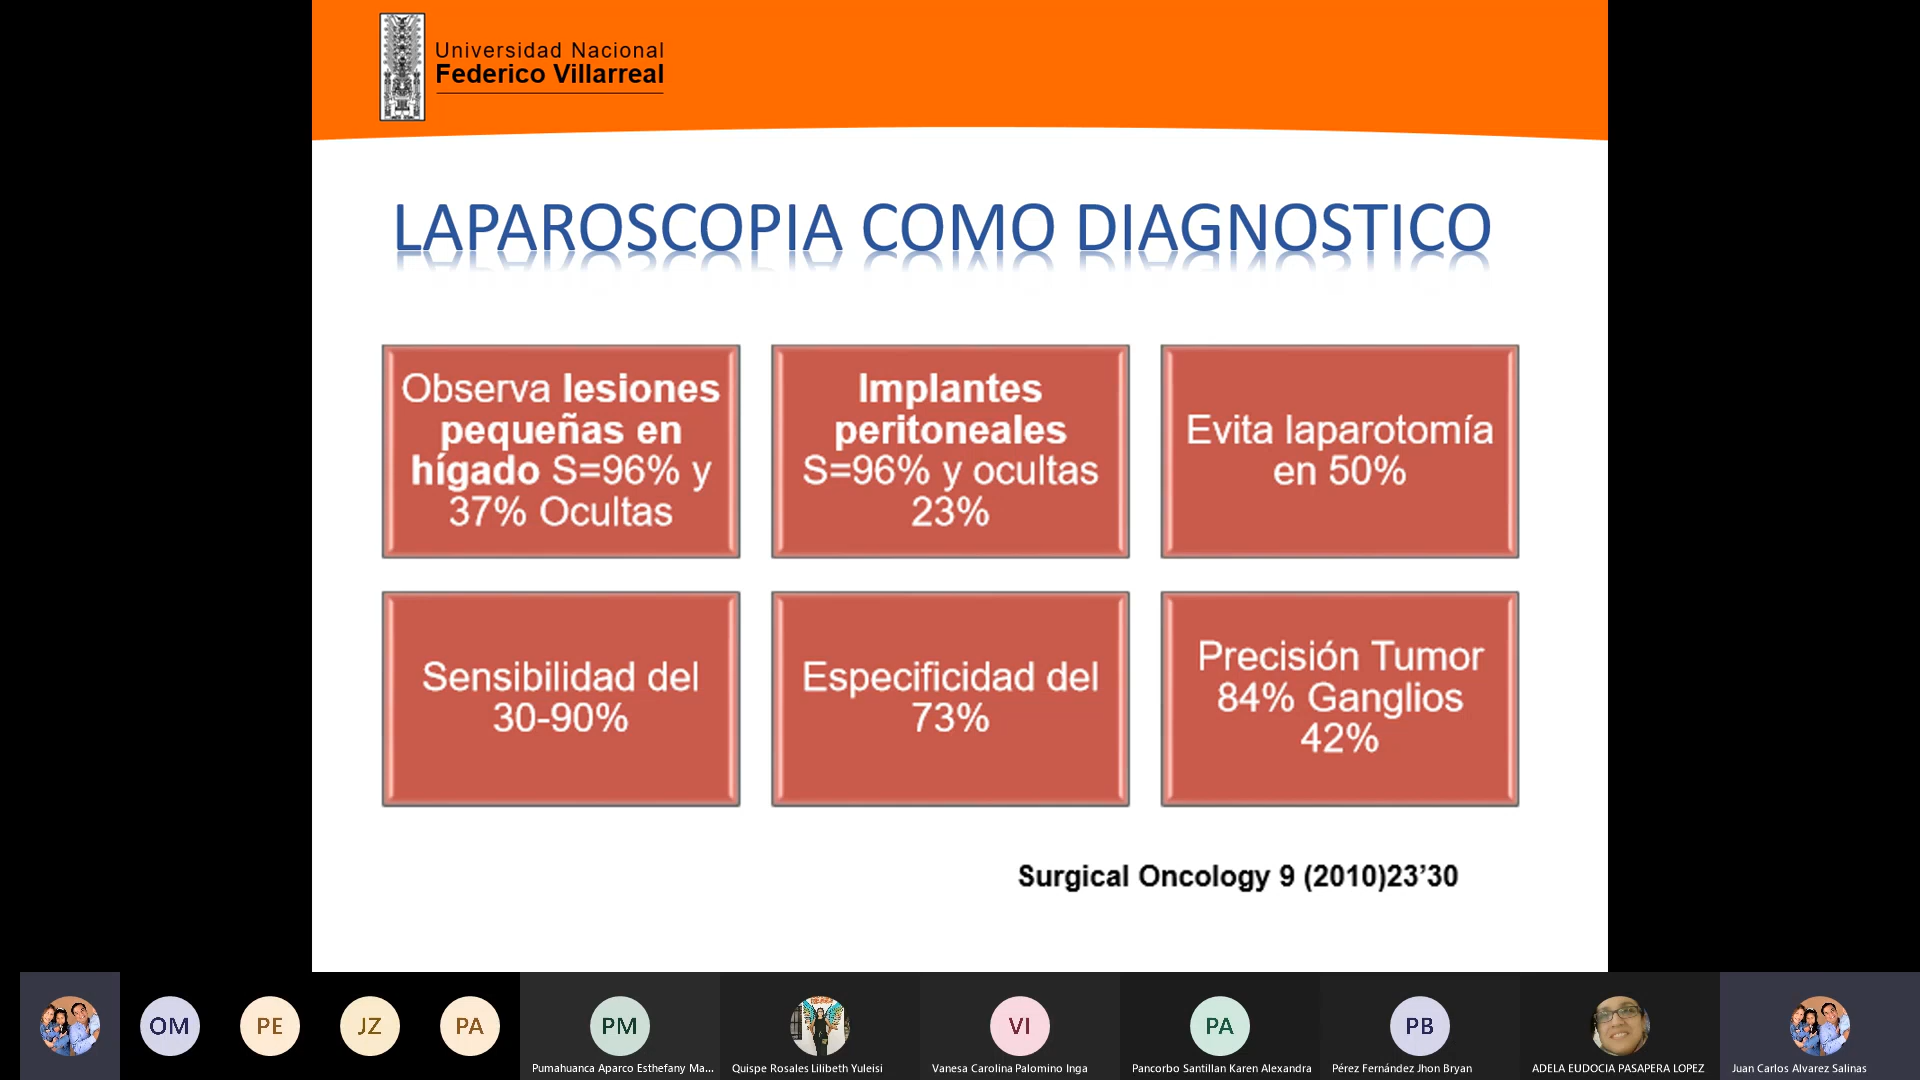 Universidad Nacional
Federico Villarreal
LAPAROSCOPIA COMO DIAGNOSTICO
Observa lesiones
pequeñas en
hígado S=96% y
37% Ocultas
Implantes
peritoneales
S=96% y ocultas
23%
Evita laparotomía
en 50%
Sensibilidad del
30-90%
Especificidad del
73%
Precisión Tumor
84% Ganglios
42%
Surgical Oncology 9 (2010)23’30
OM
PE
JZ
PA
PM
VI
PA
PB
Pumahuanca Aparco Esthefany Ma...
Quispe Rosales Lilibeth Yuleisi
Vanesa Carolina Palomino Inga
Pancorbo Santillan Karen Alexandra
Pérez Fernández Jhon Bryan
ADELA EUDOCIA PASAPERA LOPEZ
Juan Carlos Alvarez Salinas